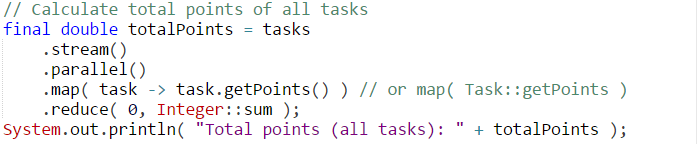 // Calculate total points of all tasks
final double totalPoints = tasks
.stream()
.parallel()
.map( task -> task.getPoints() ) // or map( Task::getPoints )
.reduce( 0, Integer::sum );
System.out.println( "Total points (all tasks): " + totalPoints );